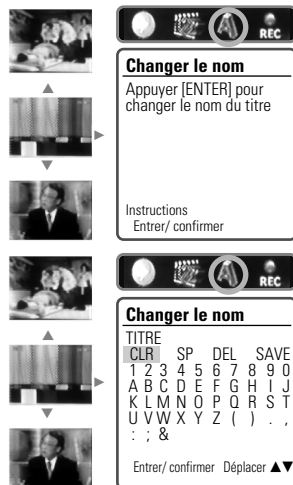 REC
Changer le nom
Appuyer [ENTER] pour
changer le nom du titre
Instructions
Entrer/ confirmer
REC
Changer le nom
TITRE
CLR SP DEL SAVE
1 2 3 4 5 6 7 8 9 0
A B C D E F G H I J
K L M N O P Q R S T
U V W X Y Z ( ) . ,
: ; &
Entrer/ confirmer Déplacer ▲▼